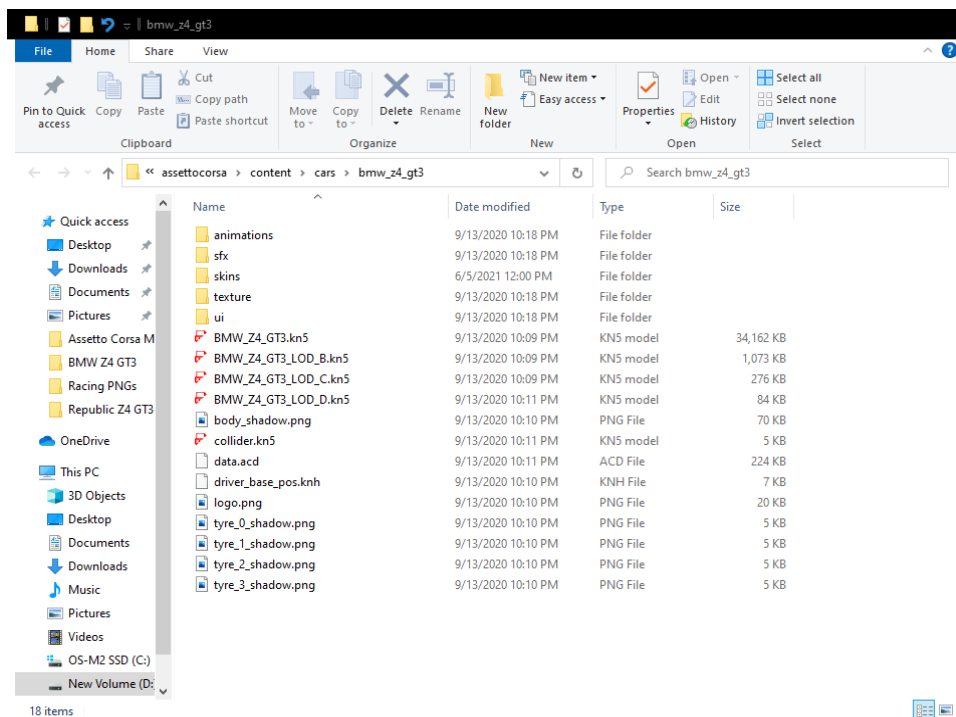 bmw_z4_gt3
File Home Share View
Pin to Quick access
Copy
Paste
Cut
Copy path
Paste shortcut
Clipboard
Move to
Copy to
Delete
Rename
Organize
New folder
New item
Easy access
New
Properties
Open
Edit
History
Open
Select all
Select none
Invert selection
Select
« assettocorsa › content › cars › bmw_z4_gt3
Search bmw_z4_gt3
Quick access
Desktop
Downloads
Documents
Pictures
Assetto Corsa M
BMW Z4 GT3
Racing PNGs
Republic Z4 GT3
OneDrive
This PC
3D Objects
Desktop
Documents
Downloads
Music
Pictures
Videos
OS-M2 SSD (C:)
New Volume (D:
Name Date modified Type Size
animations 9/13/2020 10:18 PM File folder
sfx 9/13/2020 10:18 PM File folder
skins 6/5/2021 12:00 PM File folder
texture 9/13/2020 10:18 PM File folder
ui 9/13/2020 10:18 PM File folder
BMW_Z4_GT3.kn5 9/13/2020 10:09 PM KN5 model 34,162 KB
BMW_Z4_GT3_LOD_B.kn5 9/13/2020 10:09 PM KN5 model 1,073 KB
BMW_Z4_GT3_LOD_C.kn5 9/13/2020 10:09 PM KN5 model 276 KB
BMW_Z4_GT3_LOD_D.kn5 9/13/2020 10:11 PM KN5 model 84 KB
body_shadow.png 9/13/2020 10:10 PM PNG File 70 KB
collider.kn5 9/13/2020 10:11 PM KN5 model 5 KB
data.acd 9/13/2020 10:11 PM ACD File 224 KB
driver_base_pos.knh 9/13/2020 10:10 PM KNH File 7 KB
logo.png 9/13/2020 10:10 PM PNG File 20 KB
tyre_0_shadow.png 9/13/2020 10:10 PM PNG File 5 KB
tyre_1_shadow.png 9/13/2020 10:10 PM PNG File 5 KB
tyre_2_shadow.png 9/13/2020 10:10 PM PNG File 5 KB
tyre_3_shadow.png 9/13/2020 10:10 PM PNG File 5 KB
18 items